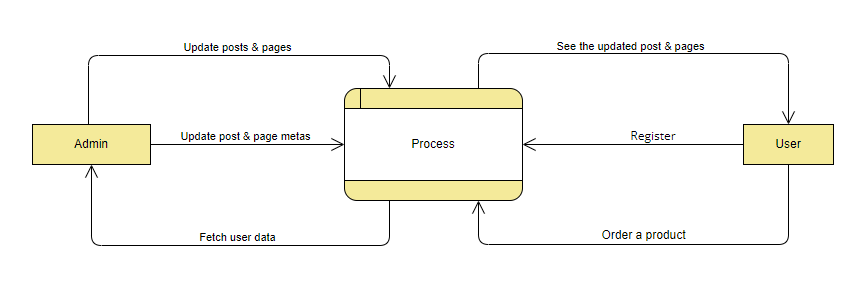 Update posts & pages
See the updated post & pages
Admin
Update post & page metas
Process
Register
User
Fetch user data
Order a product